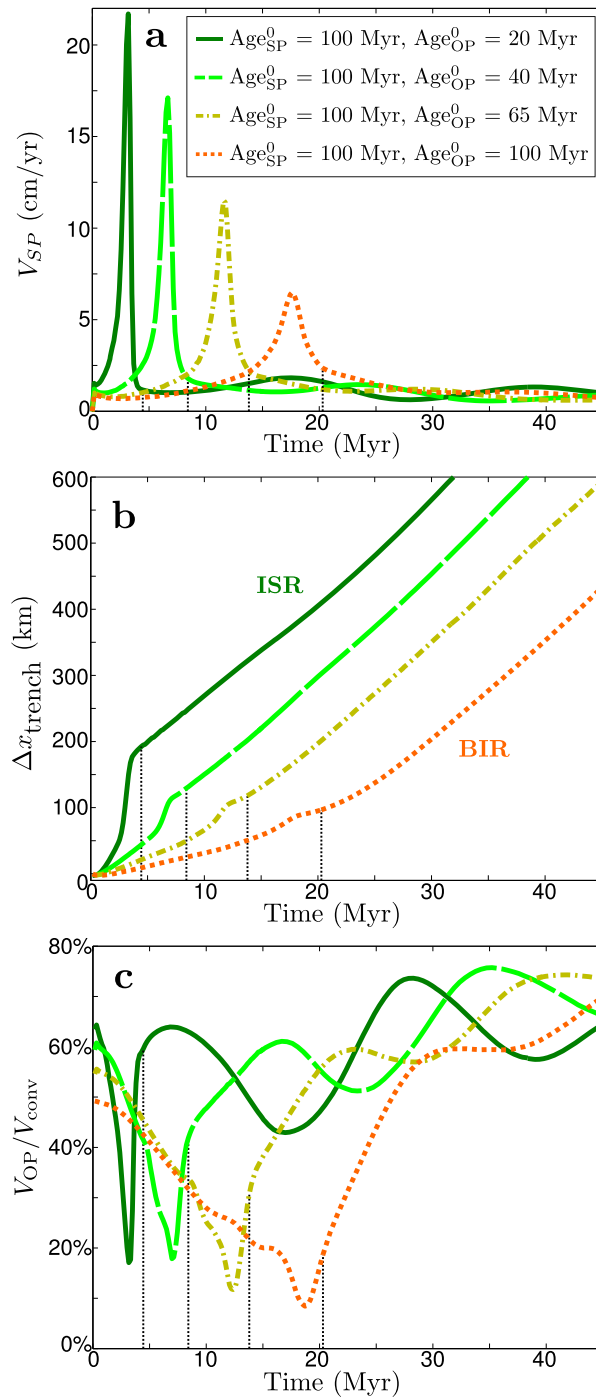 a
Age⁰SP = 100 Myr, Age⁰OP = 20 Myr
Age⁰SP = 100 Myr, Age⁰OP = 40 Myr
Age⁰SP = 100 Myr, Age⁰OP = 65 Myr
Age⁰SP = 100 Myr, Age⁰OP = 100 Myr
VSP (cm/yr)
20
15
10
5
0
0 10 20 30 40
Time (Myr)
b
ISR
BIR
Δxtrench (km)
600
500
400
300
200
100
0
0 10 20 30 40
Time (Myr)
c
VOP/Vconv
80%
60%
40%
20%
0%
0 10 20 30 40
Time (Myr)